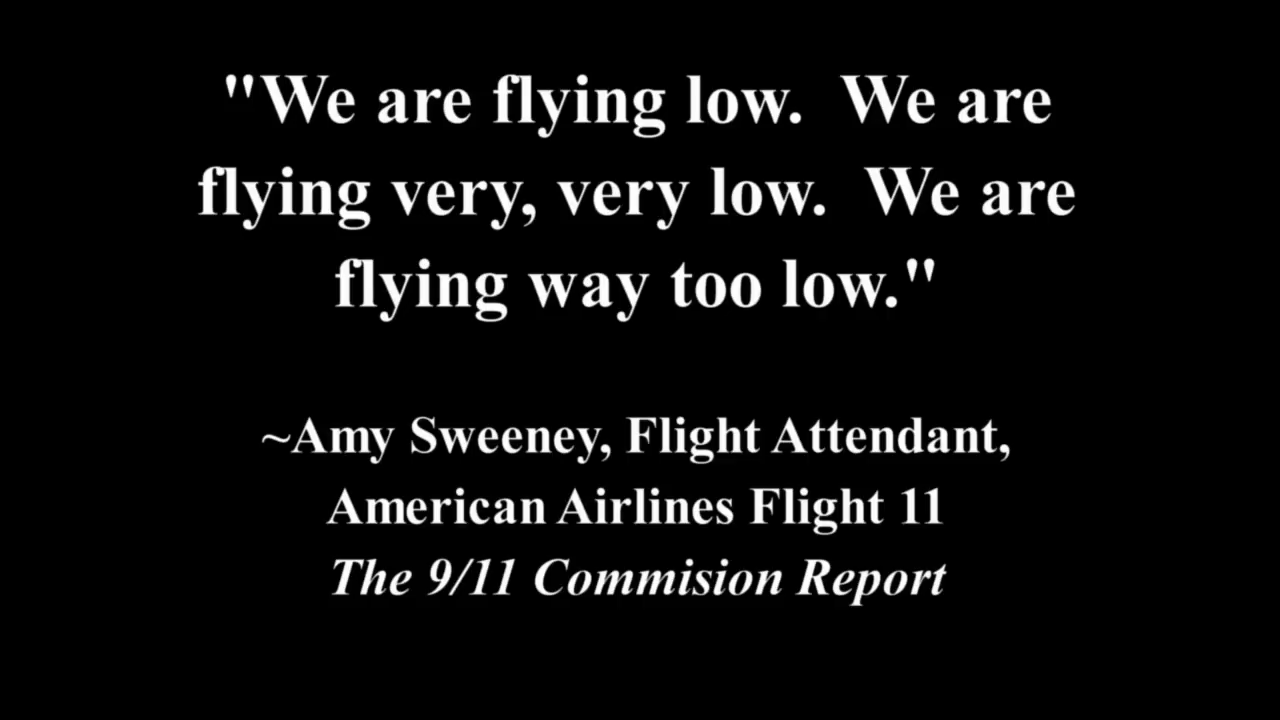 "We are flying low.  We are
flying very, very low.  We are
flying way too low."
~Amy Sweeney, Flight Attendant,
American Airlines Flight 11
The 9/11 Commision Report